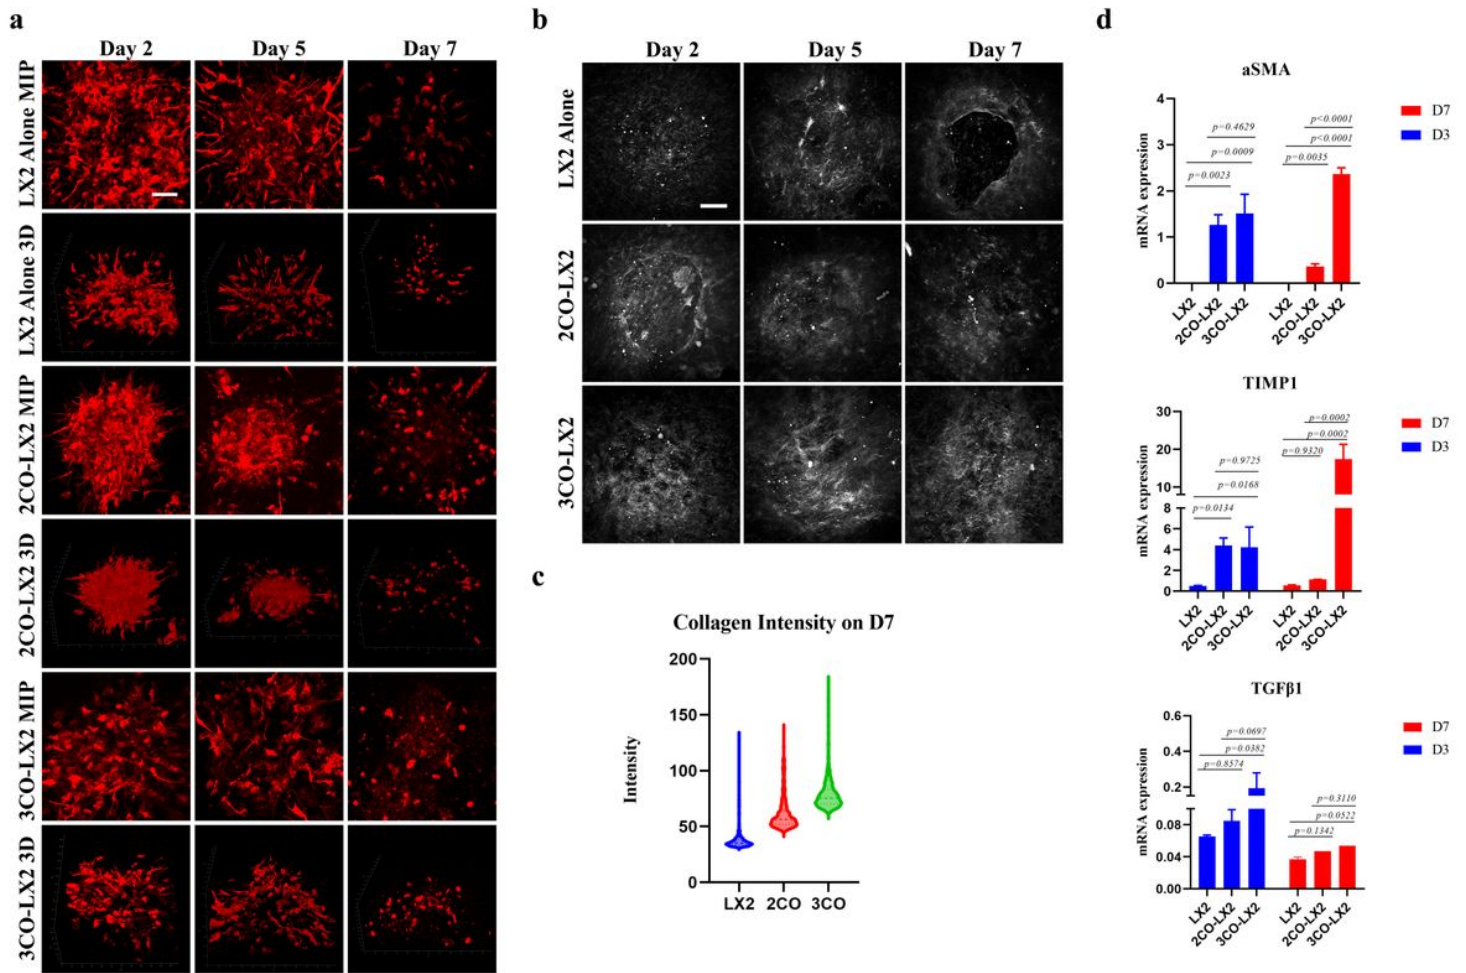 a
Day 2
Day 5
Day 7
LX2 Alone MIP
LX2 Alone 3D
2CO-LX2 MIP
2CO-LX2 3D
3CO-LX2 MIP
3CO-LX2 3D
b
Day 2
Day 5
Day 7
LX2 Alone
2CO-LX2
3CO-LX2
c
Collagen Intensity on D7
Intensity
200
150
100
50
0
LX2 2CO 3CO
d
aSMA
mRNA expression
4
3
2
1
0
p=0.4629
p=0.0009
p=0.0023
p<0.0001
p<0.0001
p=0.0035
LX2
2CO-LX2
3CO-LX2
LX2
2CO-LX2
3CO-LX2
D7
D3
TIMP1
mRNA expression
30
20
10
8
6
4
2
0
p=0.9725
p=0.0168
p=0.0134
p=0.0002
p=0.0002
p=0.9320
LX2
2CO-LX2
3CO-LX2
LX2
2CO-LX2
3CO-LX2
D7
D3
TGFβ1
mRNA expression
0.6
0.4
0.2
0.08
0.04
0.00
p=0.0697
p=0.0382
p=0.8574
p=0.3110
p=0.0522
p=0.1342
LX2
2CO-LX2
3CO-LX2
LX2
2CO-LX2
3CO-LX2
D7
D3